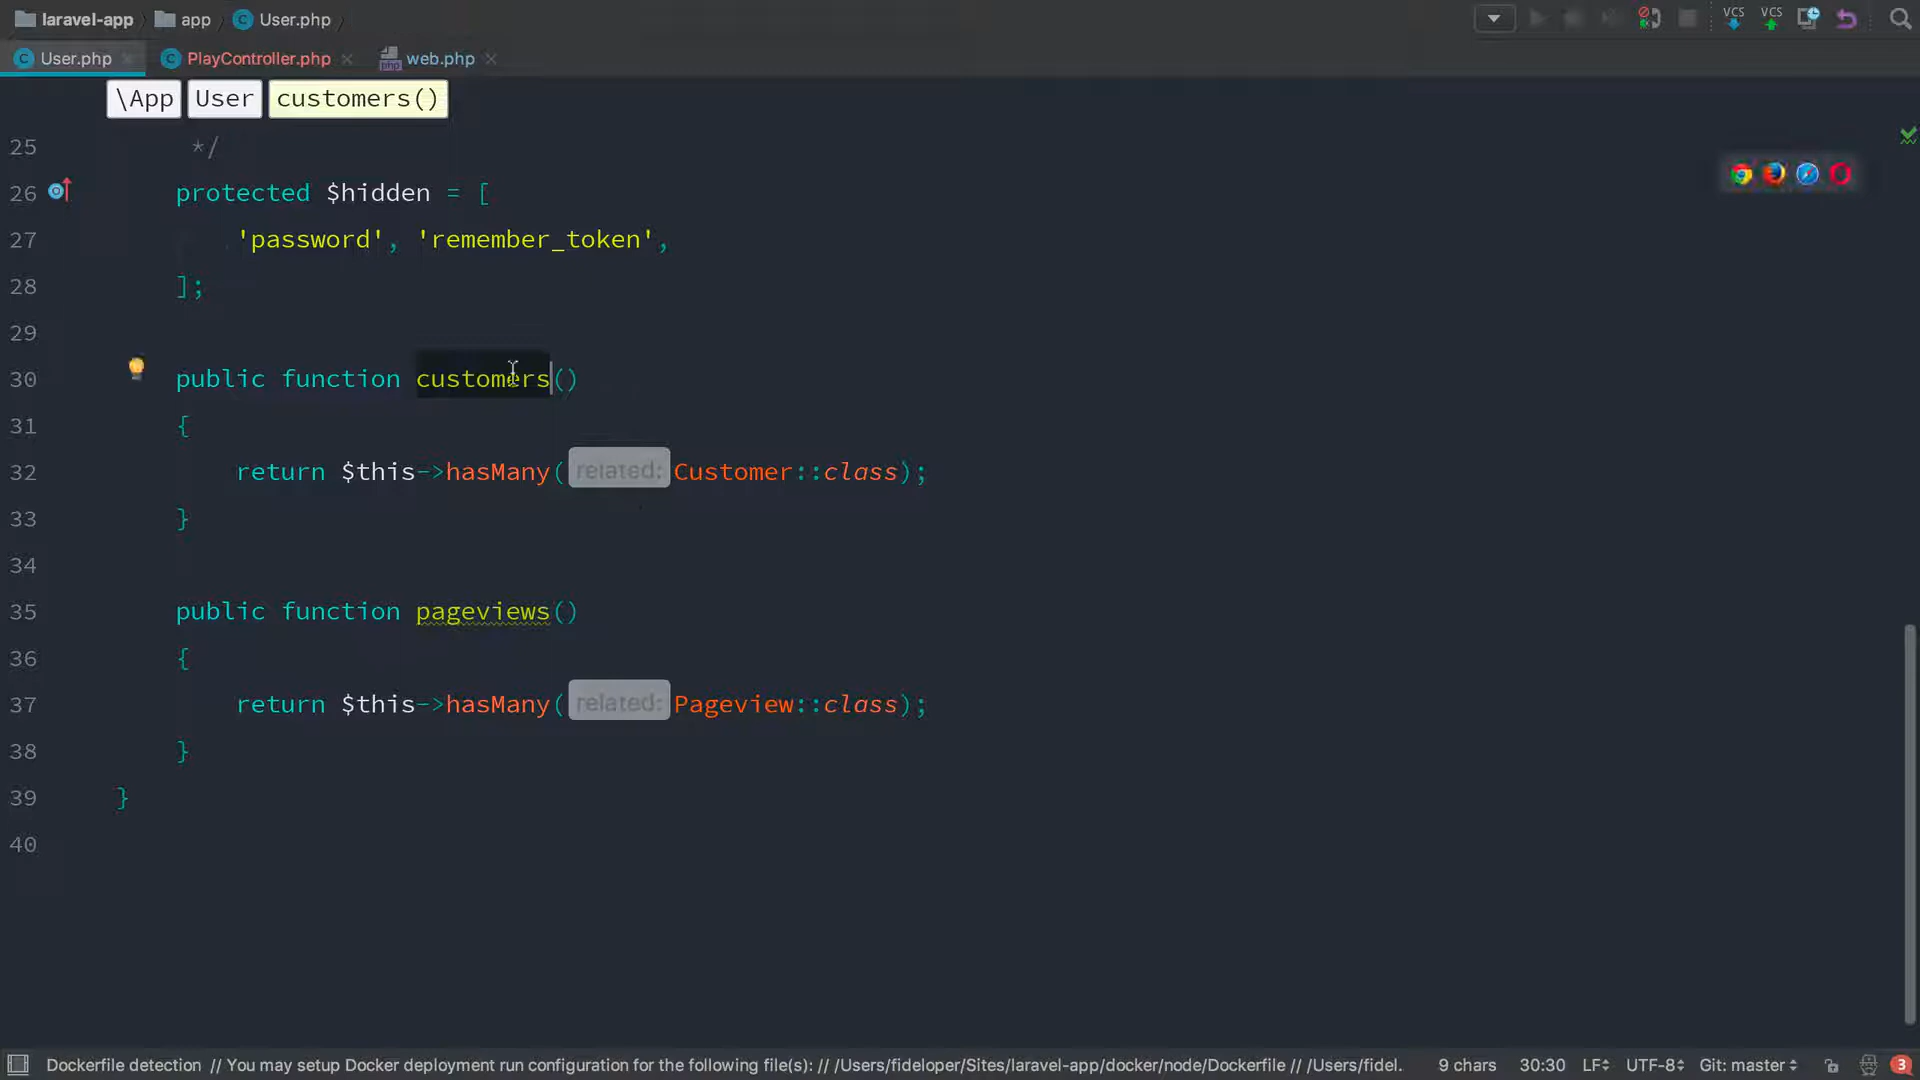 laravel-app app User.php
User.php PlayController.php web.php
VCS VCS
\App User customers()
25 */
26 protected $hidden = [
27 'password', 'remember_token',
28 ];
29
30 public function customers()
31 {
32 return $this->hasMany( related: Customer::class);
33 }
34
35 public function pageviews()
36 {
37 return $this->hasMany( related: Pageview::class);
38 }
39 }
40
Dockerfile detection // You may setup Docker deployment run configuration for the following file(s): // /Users/fideloper/Sites/laravel-app/docker/node/Dockerfile // /Users/fidel. 9 chars 30:30 LF UTF-8 Git: master 3